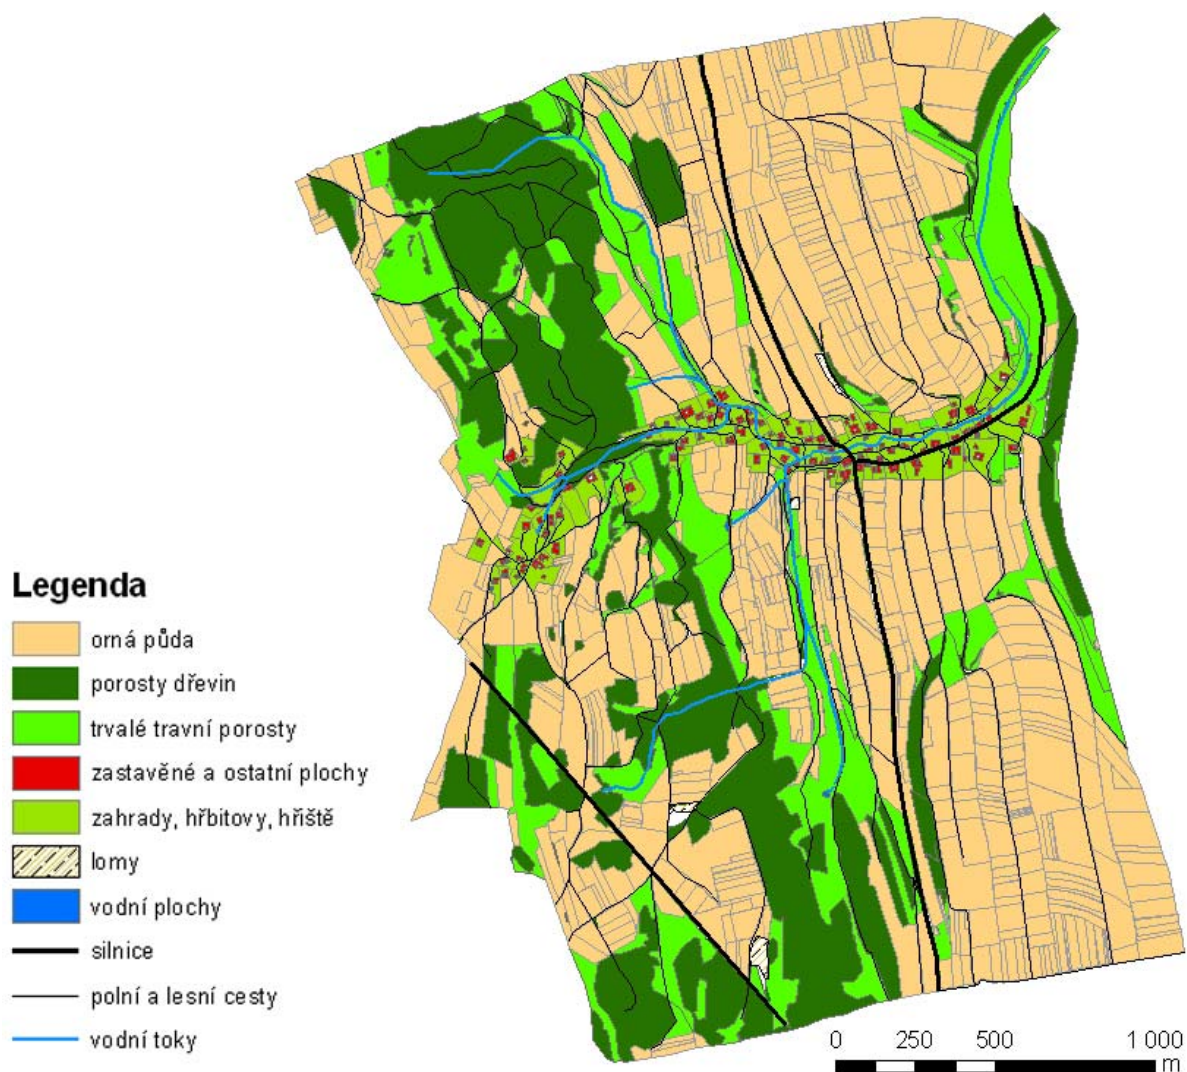 Legenda
orná půda
porosty dřevin
trvalé travní porosty
zastavěné a ostatní plochy
zahrady, hřbitovy, hřiště
lomy
vodní plochy
silnice
polní a lesní cesty
vodní toky
0 250 500 1 000
m